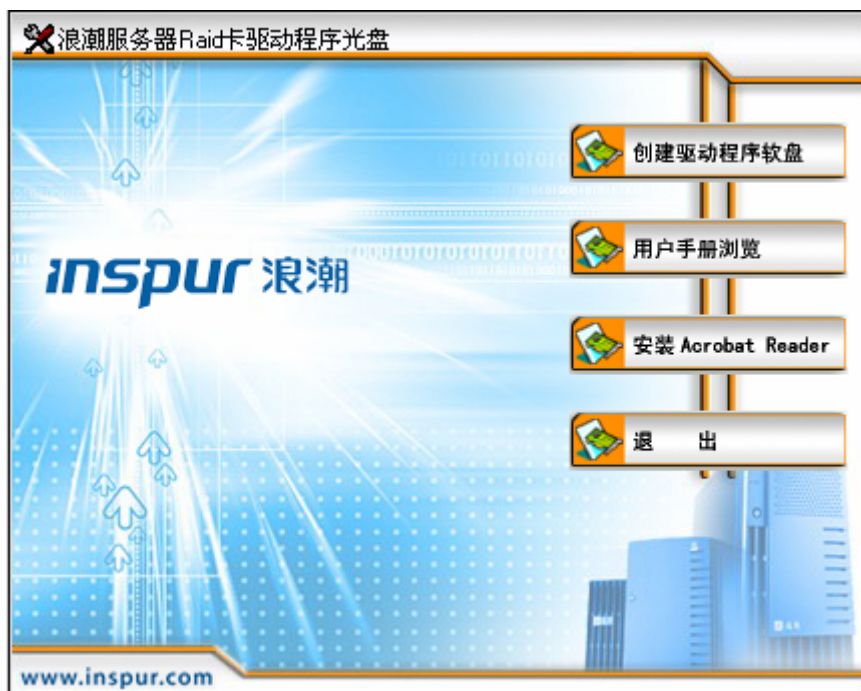 浪潮服务器Raid卡驱动程序光盘
创建驱动程序软盘
用户手册浏览
inspur 浪潮
安装 Acrobat Reader
退 出
www.inspur.com